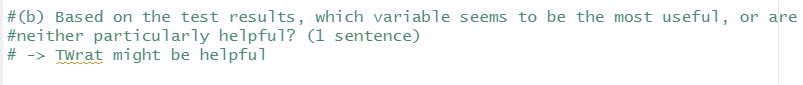 #(b) Based on the test results, which variable seems to be the most useful, or are
#neither particularly helpful? (1 sentence)
# -> TWrat might be helpful